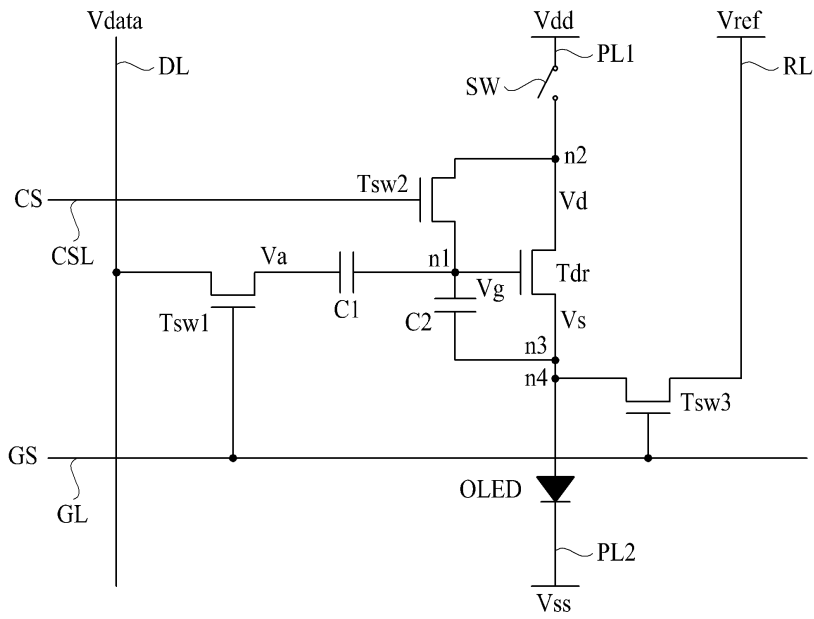 Vdata
Vdd
Vref
DL
PL1
RL
SW
n2
Tsw2
CS
Vd
CSL
Va
n1
Tdr
Vg
C1
C2
Tsw1
Vs
n3
n4
Tsw3
GS
OLED
GL
PL2
Vss